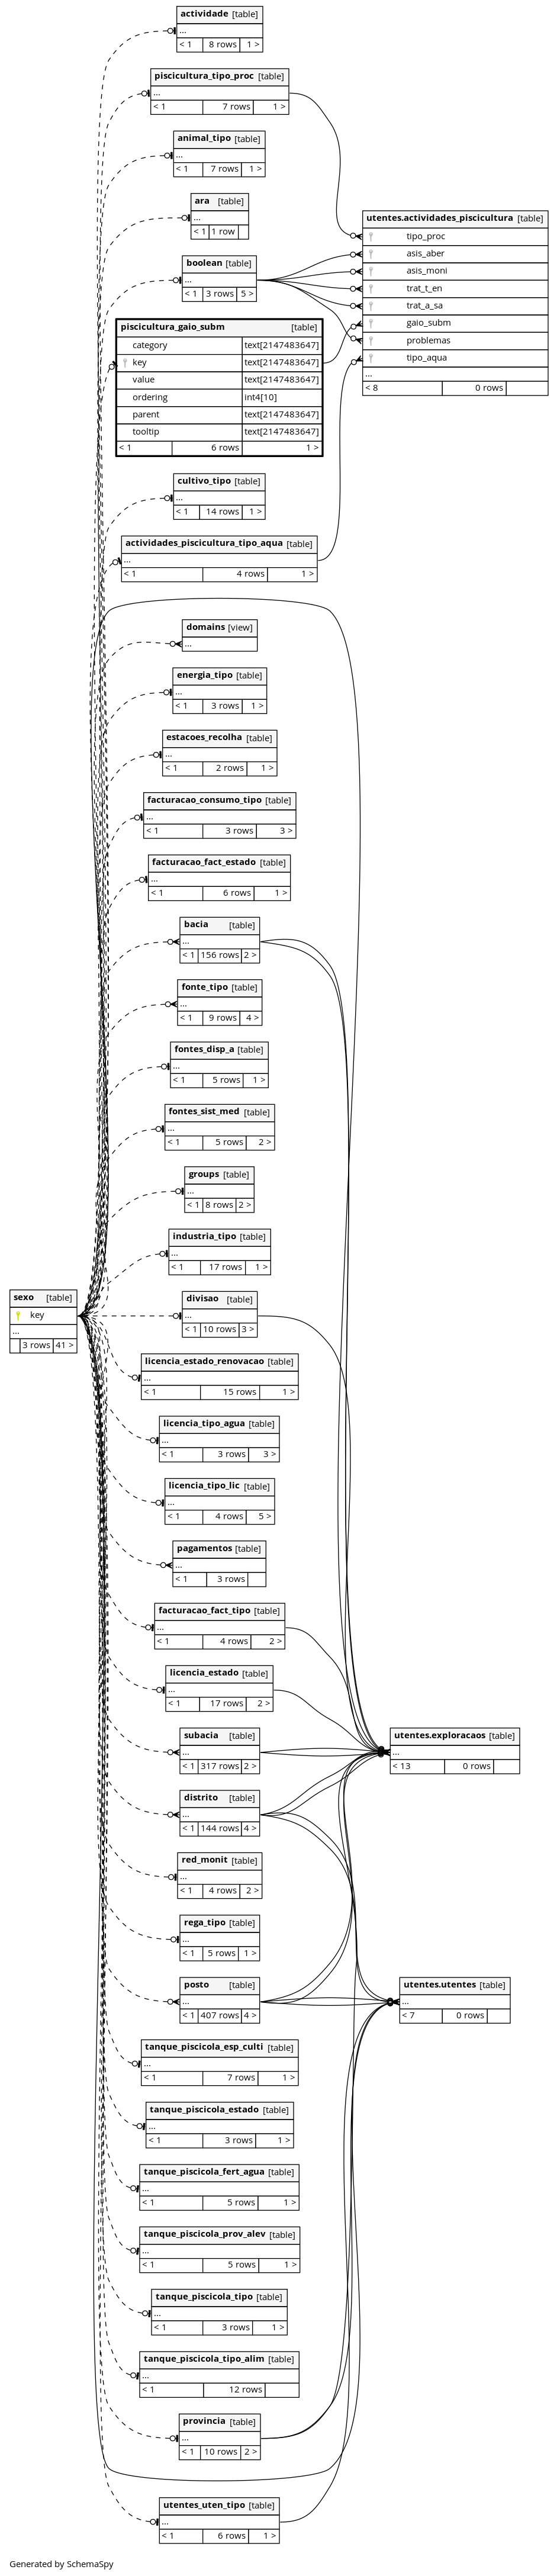 actividade [table]
...
< 1 8 rows 1 >
piscicultura_tipo_proc [table]
...
< 1 7 rows 1 >
animal_tipo [table]
...
< 1 7 rows 1 >
ara [table]
...
< 1 1 row
boolean [table]
...
< 1 3 rows 5 >
utentes.actividades_piscicultura [table]
tipo_proc
asis_aber
asis_moni
trat_t_en
trat_a_sa
gaio_subm
problemas
tipo_aqua
...
< 8 0 rows
piscicultura_gaio_subm [table]
category text[2147483647]
key text[2147483647]
value text[2147483647]
ordering int4[10]
parent text[2147483647]
tooltip text[2147483647]
< 1 6 rows 1 >
cultivo_tipo [table]
...
< 1 14 rows 1 >
actividades_piscicultura_tipo_aqua [table]
...
< 1 4 rows 1 >
domains [view]
...
energia_tipo [table]
...
< 1 3 rows 1 >
estacoes_recolha [table]
...
< 1 2 rows 1 >
facturacao_consumo_tipo [table]
...
< 1 3 rows 3 >
facturacao_fact_estado [table]
...
< 1 6 rows 1 >
bacia [table]
...
< 1 156 rows 2 >
fonte_tipo [table]
...
< 1 9 rows 4 >
fontes_disp_a [table]
...
< 1 5 rows 1 >
fontes_sist_med [table]
...
< 1 5 rows 2 >
groups [table]
...
< 1 8 rows 2 >
industria_tipo [table]
...
< 1 17 rows 1 >
sexo [table]
key
...
3 rows 41 >
divisao [table]
...
< 1 10 rows 3 >
licencia_estado_renovacao [table]
...
< 1 15 rows 1 >
licencia_tipo_agua [table]
...
< 1 3 rows 3 >
licencia_tipo_lic [table]
...
< 1 4 rows 5 >
pagamentos [table]
...
< 1 3 rows
facturacao_fact_tipo [table]
...
< 1 4 rows 2 >
licencia_estado [table]
...
< 1 17 rows 2 >
subacia [table]
...
< 1 317 rows 2 >
utentes.exploracaos [table]
...
< 13 0 rows
distrito [table]
...
< 1 144 rows 4 >
red_monit [table]
...
< 1 4 rows 2 >
rega_tipo [table]
...
< 1 5 rows 1 >
posto [table]
...
< 1 407 rows 4 >
utentes.utentes [table]
...
< 7 0 rows
tanque_piscicola_esp_culti [table]
...
< 1 7 rows 1 >
tanque_piscicola_estado [table]
...
< 1 3 rows 1 >
tanque_piscicola_fert_agua [table]
...
< 1 5 rows 1 >
tanque_piscicola_prov_alev [table]
...
< 1 5 rows 1 >
tanque_piscicola_tipo [table]
...
< 1 3 rows 1 >
tanque_piscicola_tipo_alim [table]
...
< 1 12 rows
provincia [table]
...
< 1 10 rows 2 >
utentes_uten_tipo [table]
...
< 1 6 rows 1 >
Generated by SchemaSpy